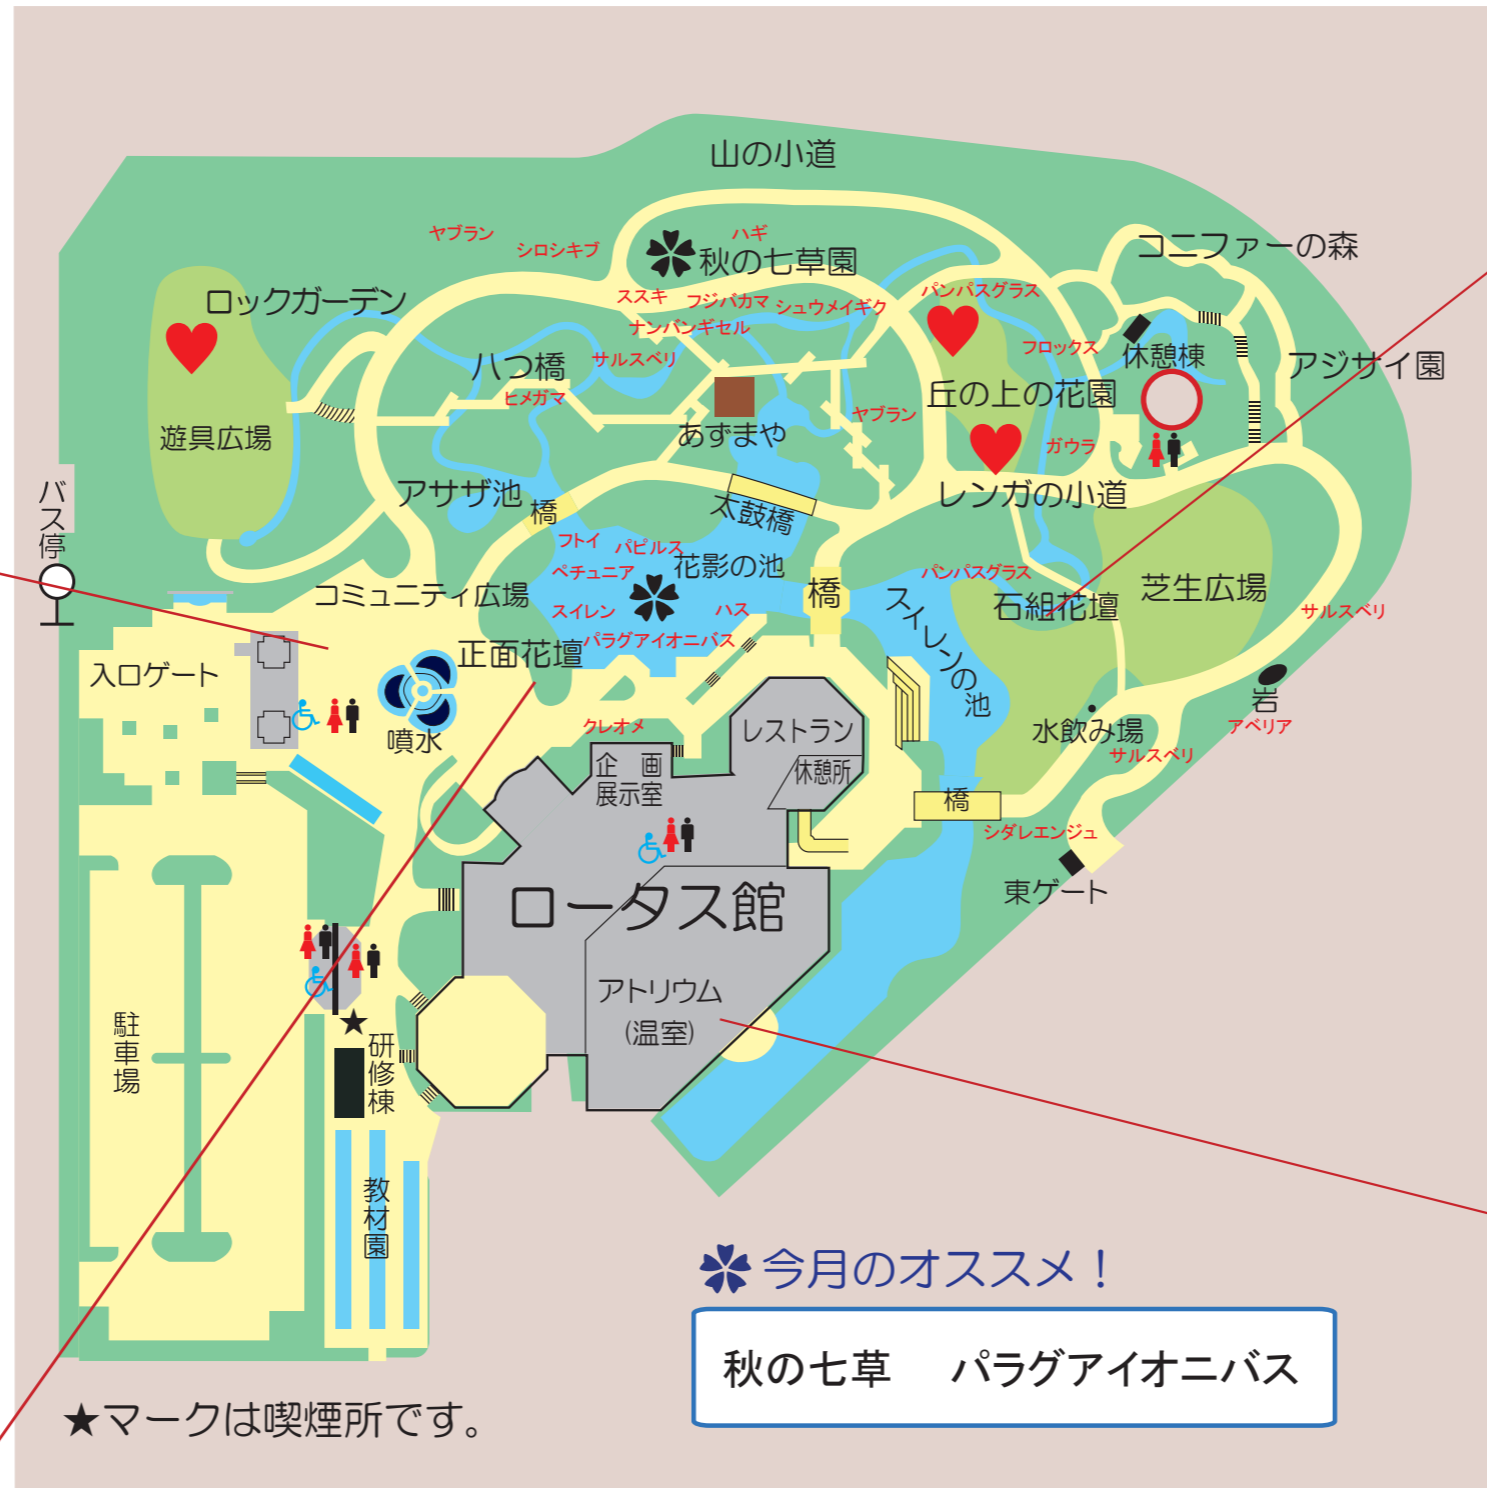 山の小道
ヤブラン
シロシキブ
ハギ
秋の七草園
コニファーの森
ロックガーデン
ススキ
フジバカマ
シュウメイギク
パンパスグラス
ナンバンギセル
サルスベリ
フロックス
休憩棟
アジサイ園
八つ橋
ヒメガマ
丘の上の花園
遊具広場
あずまや
ヤブラン
ガウラ
アサザ池
橋
太鼓橋
レンガの小道
バス停
フトイ
パピルス
花影の池
ペチュニア
コミュニティ広場
スイレン
ハス
パラグアイオニバス
橋
スイレンの池
パンパスグラス
石組花壇
芝生広場
サルスベリ
入口ゲート
正面花壇
噴水
クレオメ
レストラン
休憩所
企画
展示室
水飲み場
岩
アベリア
サルスベリ
橋
シダレエンジュ
東ゲート
ロータス館
アトリウム
(温室)
駐車場
★
研修棟
教材園
今月のオススメ!
秋の七草 パラグアイオニバス
★マークは喫煙所です。